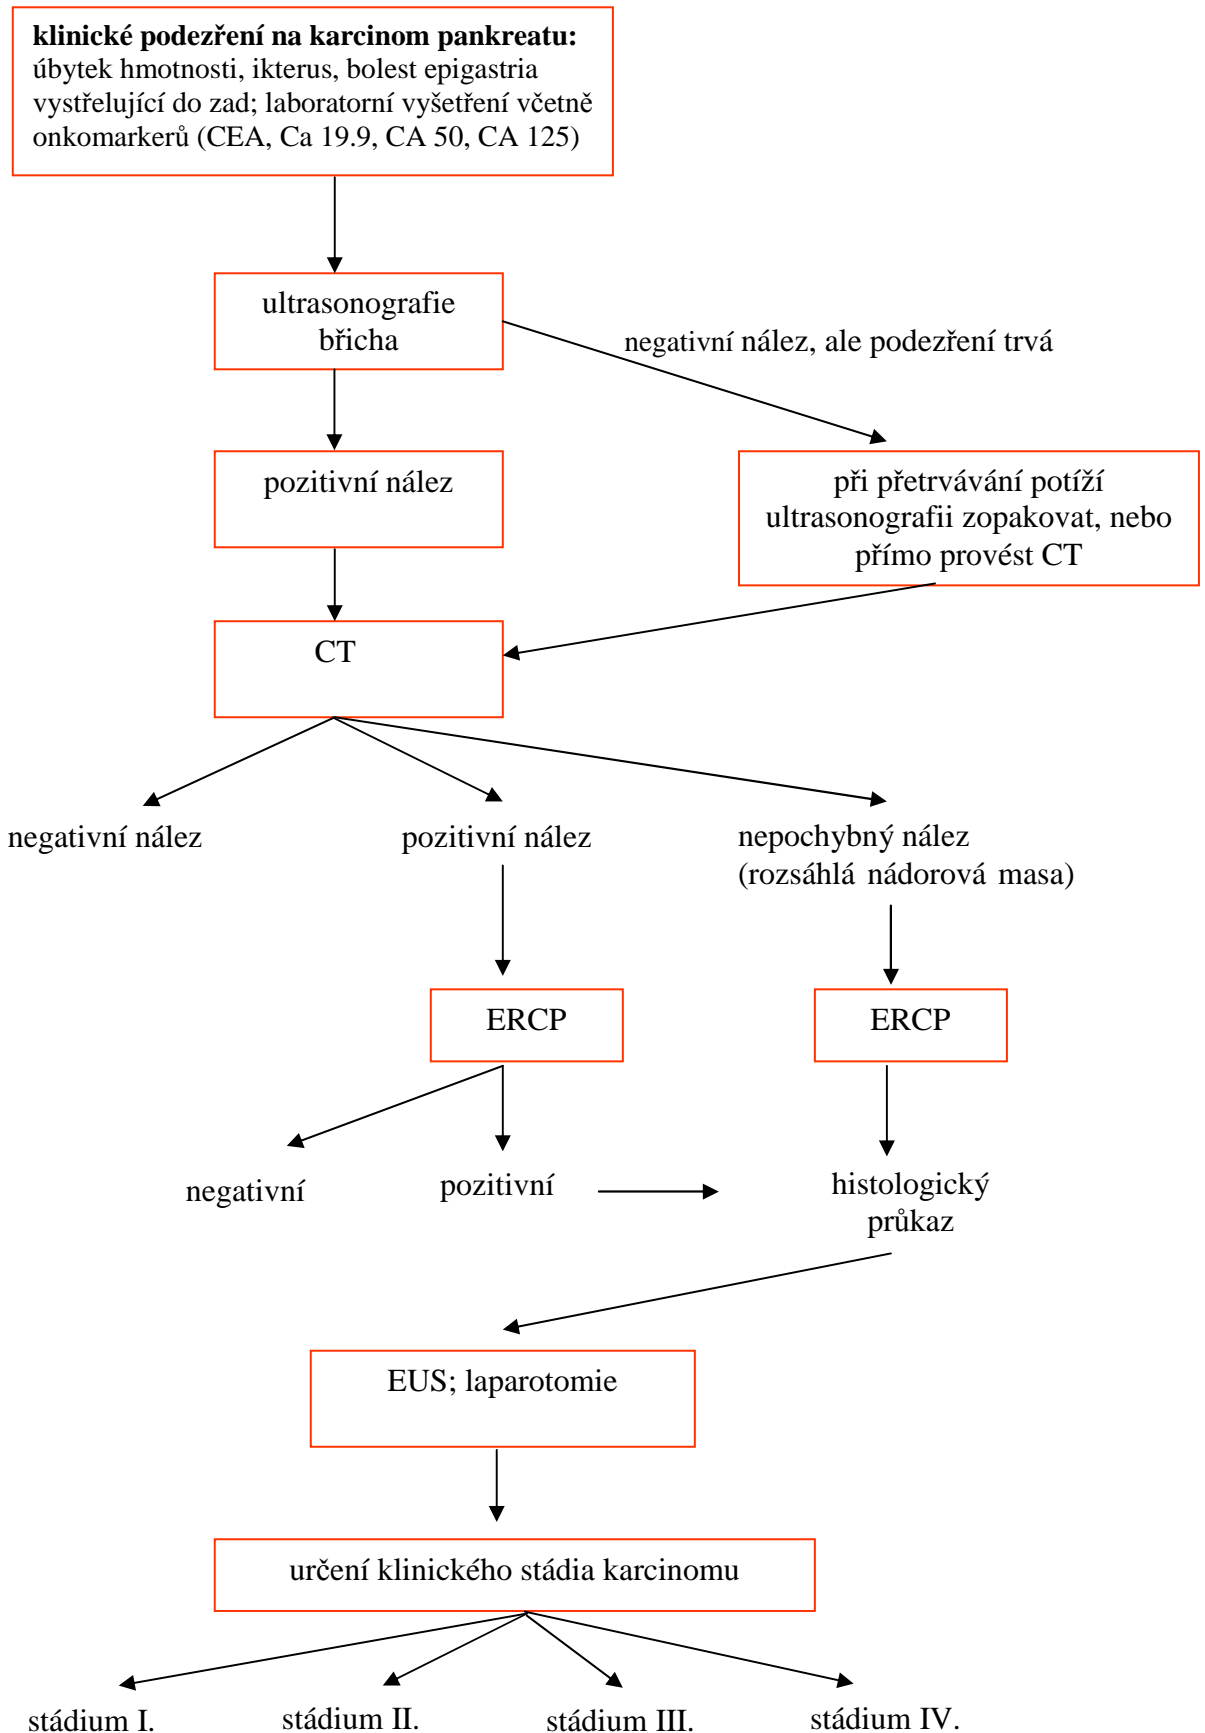 klinické podezření na karcinom pankreatu:
úbytek hmotnosti, ikterus, bolest epigastria
vystřelující do zad; laboratorní vyšetření včetně
onkomarkerů (CEA, Ca 19.9, CA 50, CA 125)
ultrasonografie
břicha
negativní nález, ale podezření trvá
pozitivní nález
při přetrvávání potíží
ultrasonografii zopakovat, nebo
přímo provést CT
CT
negativní nález
pozitivní nález
nepochybný nález
(rozsáhlá nádorová masa)
ERCP
ERCP
negativní
pozitivní
histologický
průkaz
EUS; laparotomie
určení klinického stádia karcinomu
stádium I.
stádium II.
stádium III.
stádium IV.